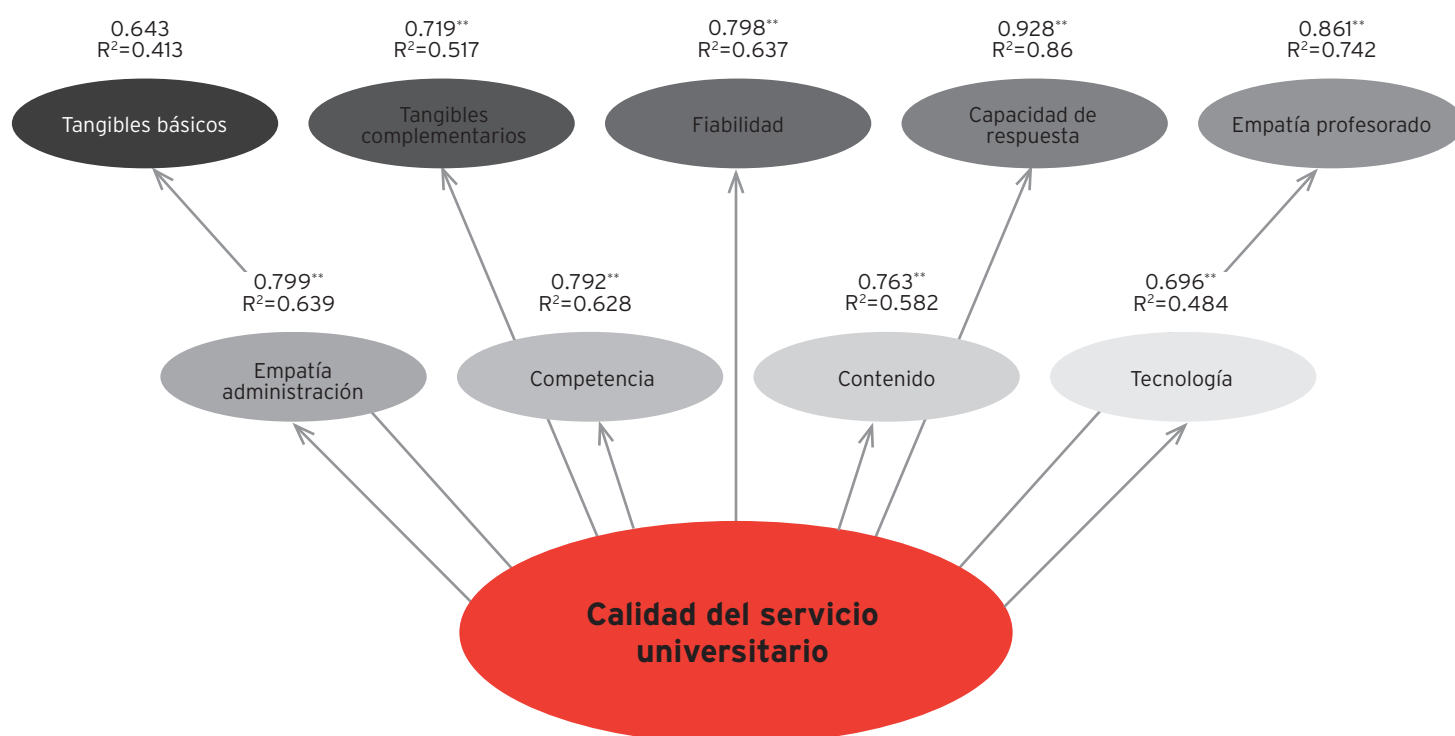 0.643
R²=0.413
Tangibles básicos
0.719**
R²=0.517
Tangibles
complementarios
0.798**
R²=0.637
Fiabilidad
0.928**
R²=0.86
Capacidad de
respuesta
0.861**
R²=0.742
Empatía profesorado
0.799**
R²=0.639
Empatía
administración
0.792**
R²=0.628
Competencia
0.763**
R²=0.582
Contenido
0.696**
R²=0.484
Tecnología
Calidad del servicio
universitario